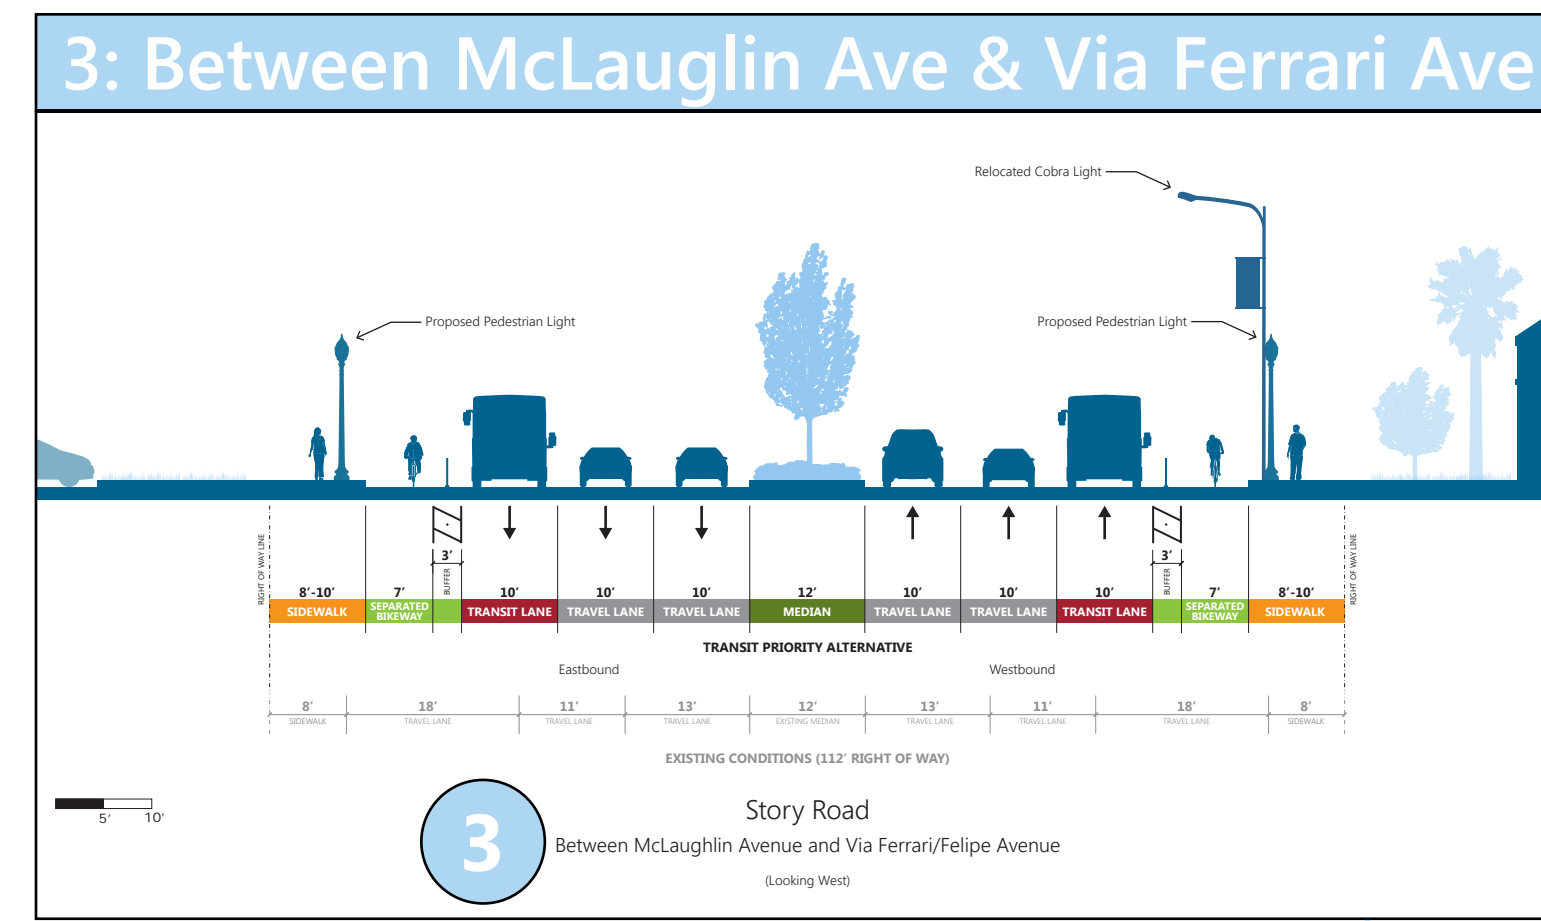 3: Between McLauglin Ave & Via Ferrari Ave
Relocated Cobra Light
Proposed Pedestrian Light
Proposed Pedestrian Light
RIGHT OF WAY LINE
RIGHT OF WAY LINE
3’
3’
BUFFER
BUFFER
8’-10’ 7’ 10’ 10’ 10’ 12’ 10’ 10’ 10’ 7’ 8’-10’
SIDEWALK SEPARATED BIKEWAY TRANSIT LANE TRAVEL LANE TRAVEL LANE MEDIAN TRAVEL LANE TRAVEL LANE TRANSIT LANE SEPARATED BIKEWAY SIDEWALK
TRANSIT PRIORITY ALTERNATIVE
Eastbound Westbound
8’ 18’ 11’ 13’ 12’ 13’ 11’ 18’ 8’
SIDEWALK TRAVEL LANE TRAVEL LANE TRAVEL LANE EXISTING MEDIAN TRAVEL LANE TRAVEL LANE TRAVEL LANE SIDEWALK
EXISTING CONDITIONS (112’ RIGHT OF WAY)
5’ 10’
3
Story Road
Between McLaughlin Avenue and Via Ferrari/Felipe Avenue
(Looking West)